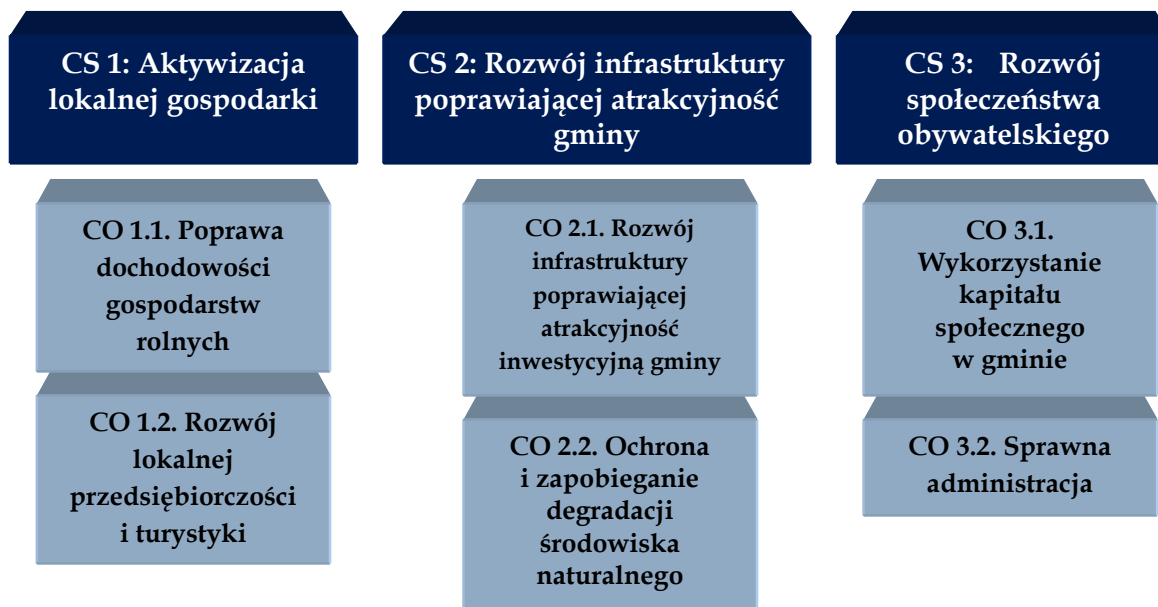 CS 1: Aktywizacja
lokalnej gospodarki
CS 2: Rozwój infrastruktury
poprawiającej atrakcyjność
gminy
CS 3: Rozwój
społeczeństwa
obywatelskiego
CO 1.1. Poprawa
dochodowości
gospodarstw
rolnych
CO 1.2. Rozwój
lokalnej
przedsiębiorczości
i turystyki
CO 2.1. Rozwój
infrastruktury
poprawiającej
atrakcyjność
inwestycyjną gminy
CO 2.2. Ochrona
i zapobieganie
degradacji
środowiska
naturalnego
CO 3.1.
Wykorzystanie
kapitału
społecznego
w gminie
CO 3.2. Sprawna
administracja